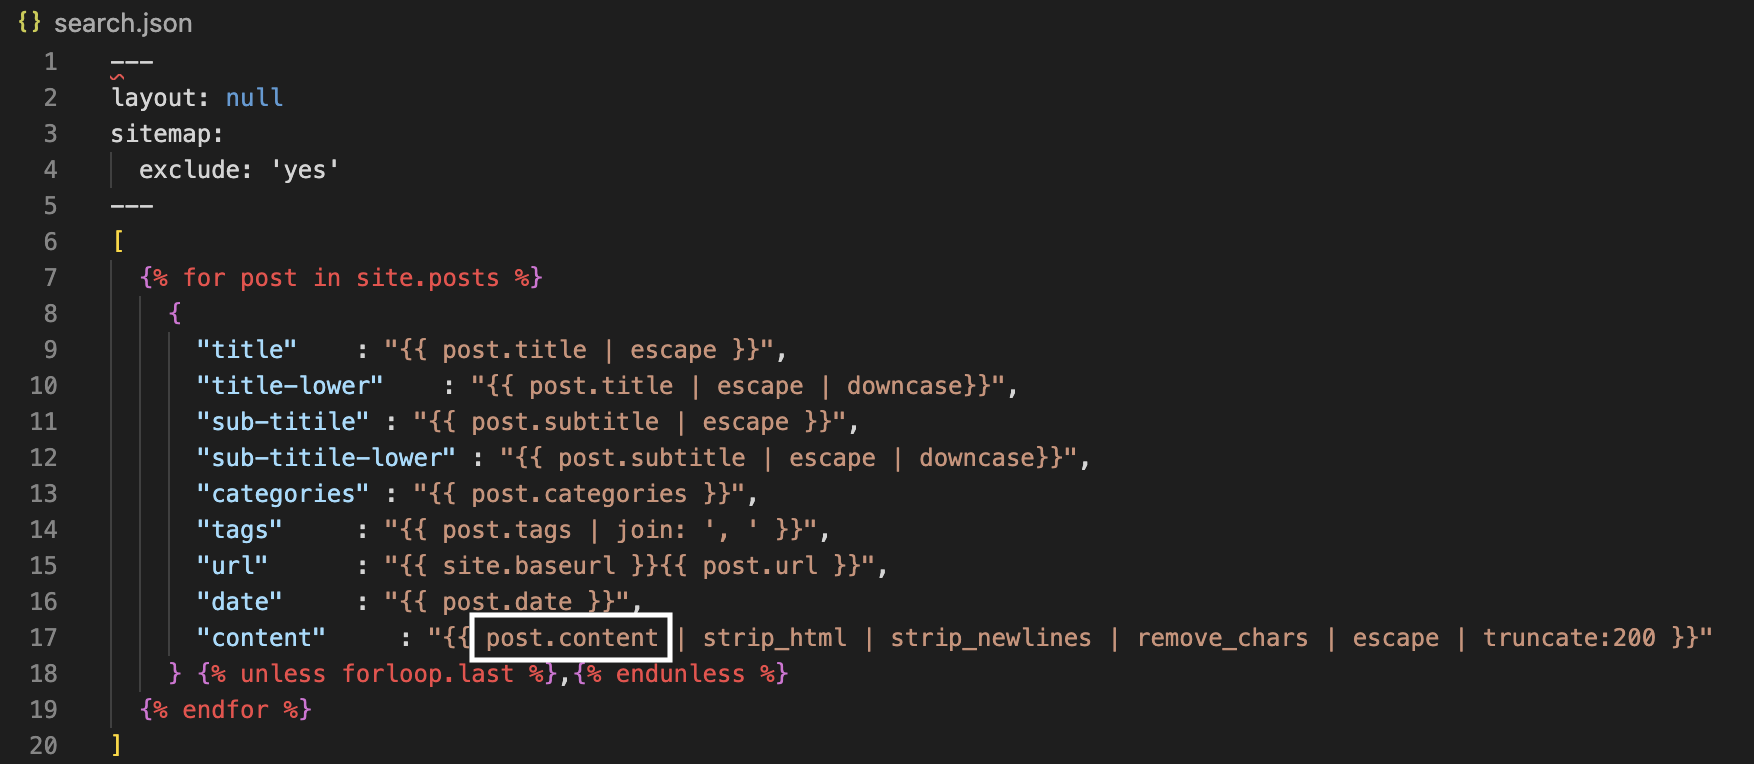 {} search.json
1 ---
2 layout: null
3 sitemap:
4   exclude: 'yes'
5 ---
6 [
7   {% for post in site.posts %}
8     {
9       "title"    : "{{ post.title | escape }}",
10       "title-lower"    : "{{ post.title | escape | downcase}}",
11       "sub-titile" : "{{ post.subtitle | escape }}",
12       "sub-titile-lower" : "{{ post.subtitle | escape | downcase}}",
13       "categories" : "{{ post.categories }}",
14       "tags"     : "{{ post.tags | join: ', ' }}",
15       "url"      : "{{ site.baseurl }}{{ post.url }}",
16       "date"     : "{{ post.date }}",
17       "content"     : "{{ post.content | strip_html | strip_newlines | remove_chars | escape | truncate:200 }}"
18     } {% unless forloop.last %},{% endunless %}
19   {% endfor %}
20 ]